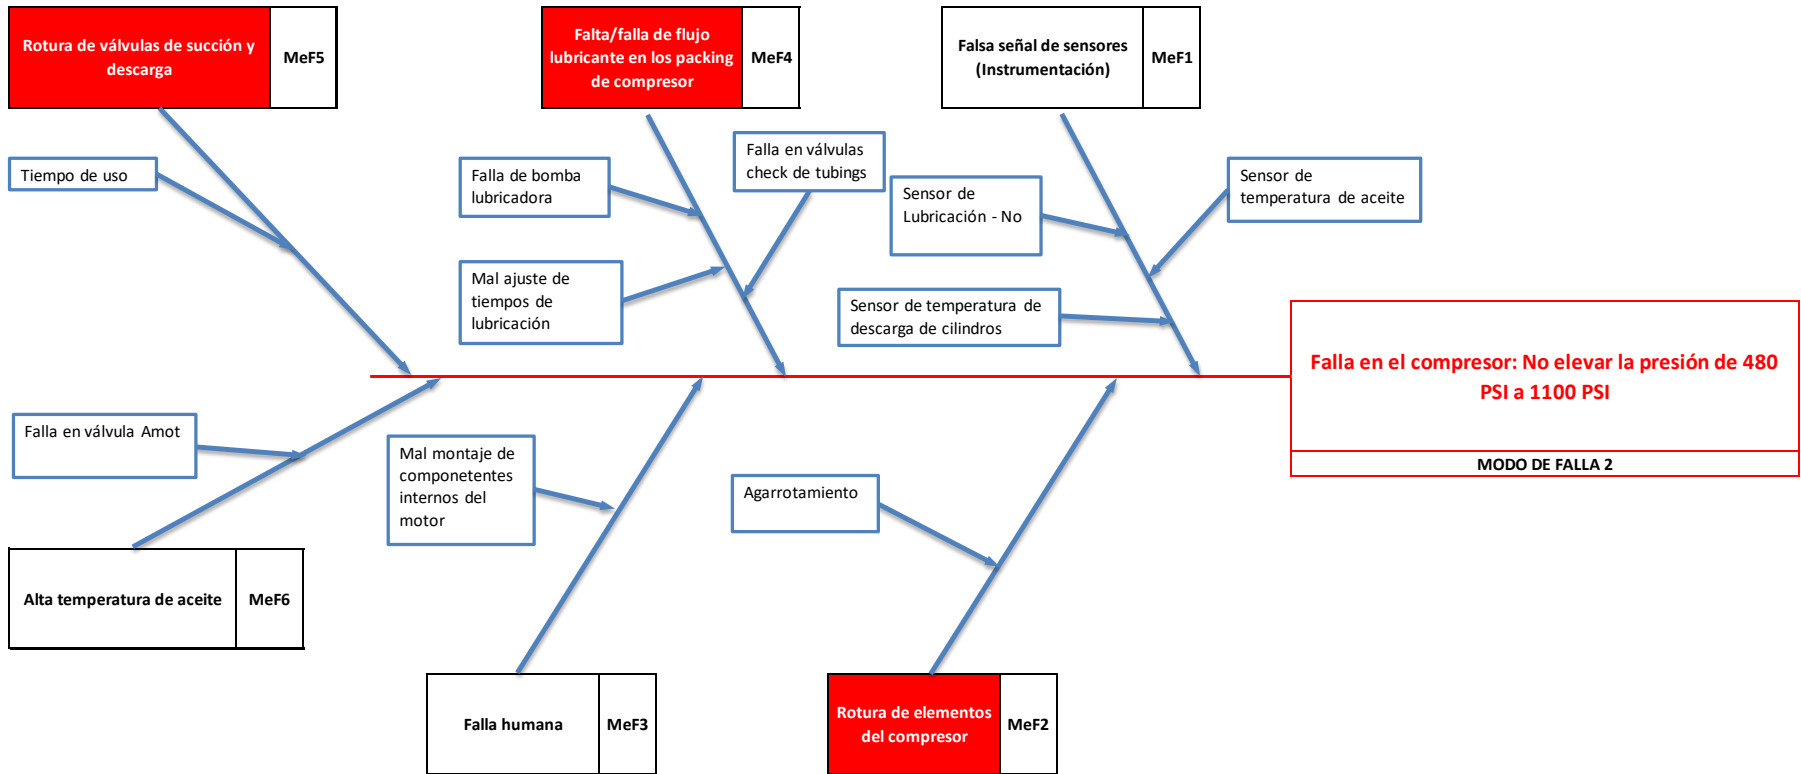 Rotura de válvulas de succión y
descarga
MeF5
Falta/falla de flujo
lubricante en los packing
de compresor
MeF4
Falsa señal de sensores
(Instrumentación)
MeF1
Tiempo de uso
Falla de bomba
lubricadora
Falla en válvulas
check de tubings
Sensor de
Lubricación - No
Sensor de
temperatura de aceite
Mal ajuste de
tiempos de
lubricación
Sensor de temperatura de
descarga de cilindros
Falla en el compresor: No elevar la presión de 480
PSI a 1100 PSI
MODO DE FALLA 2
Falla en válvula Amot
Mal montaje de
componetentes
internos del
motor
Agarrotamiento
Alta temperatura de aceite
MeF6
Falla humana
MeF3
Rotura de elementos
del compresor
MeF2